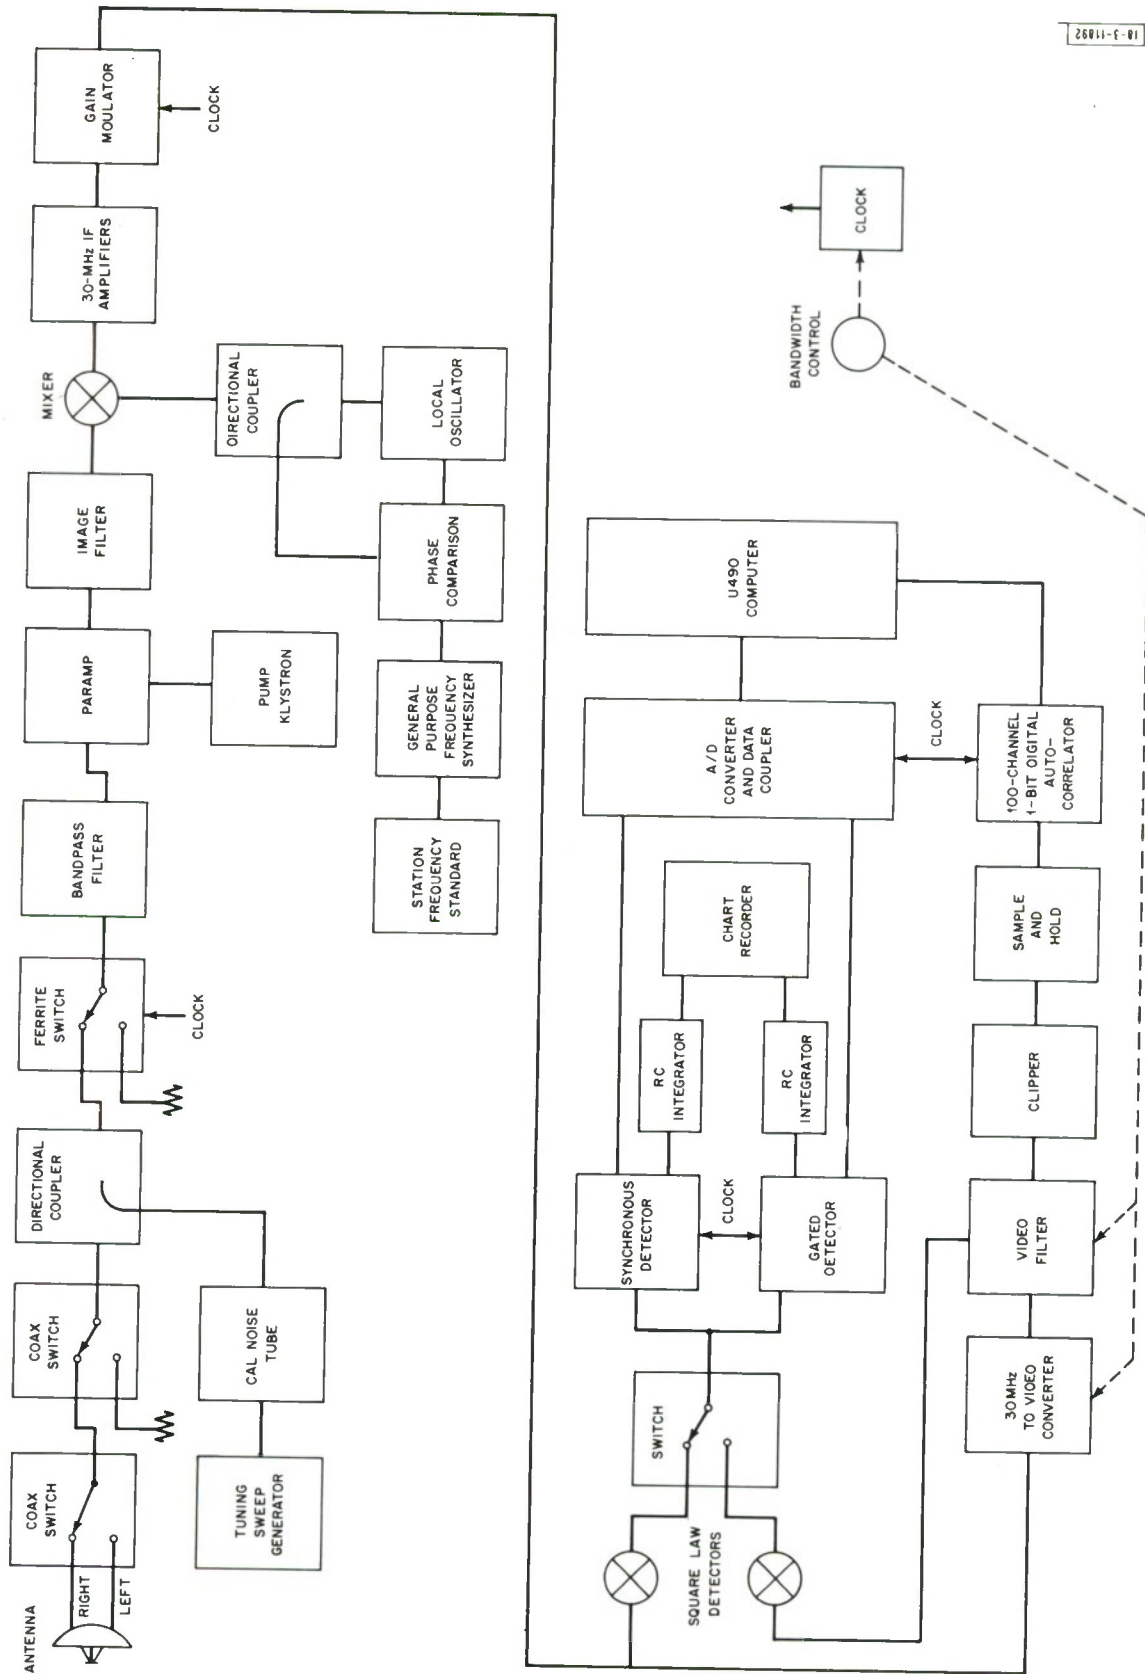 ANTENNA
RIGHT
LEFT
COAX
SWITCH
COAX
SWITCH
DIRECTIONAL
COUPLER
FERRITE
SWITCH
CLOCK
BANDPASS
FILTER
PARAMP
IMAGE
FILTER
MIXER
30-MHz IF
AMPLIFIERS
GAIN
MOULATOR
CLOCK
TUNING
SWEEP
GENERATOR
CAL NOISE
TUBE
PUMP
KLYSTRON
DIRECTIONAL
COUPLER
STATION
FREQUENCY
STANDARD
GENERAL
PURPOSE
FREQUENCY
SYNTHESIZER
PHASE
COMPARISON
LOCAL
OSCILLATOR
SQUARE LAW
DETECTORS
SWITCH
SYNCHRONOUS
DETECTOR
CLOCK
GATED
OETECTOR
RC
INTEGRATOR
RC
INTEGRATOR
CHART
RECORDER
A/D
CONVERTER
AND DATA
COUPLER
U490
COMPUTER
CLOCK
BANDWIDTH
CONTROL
CLOCK
30MHz
TO VIDEO
CONVERTER
VIDEO
FILTER
CLIPPER
SAMPLE
AND
HOLD
100-CHANNEL
1-BIT DIGITAL
AUTO-
CORRELATOR
18-3-11892